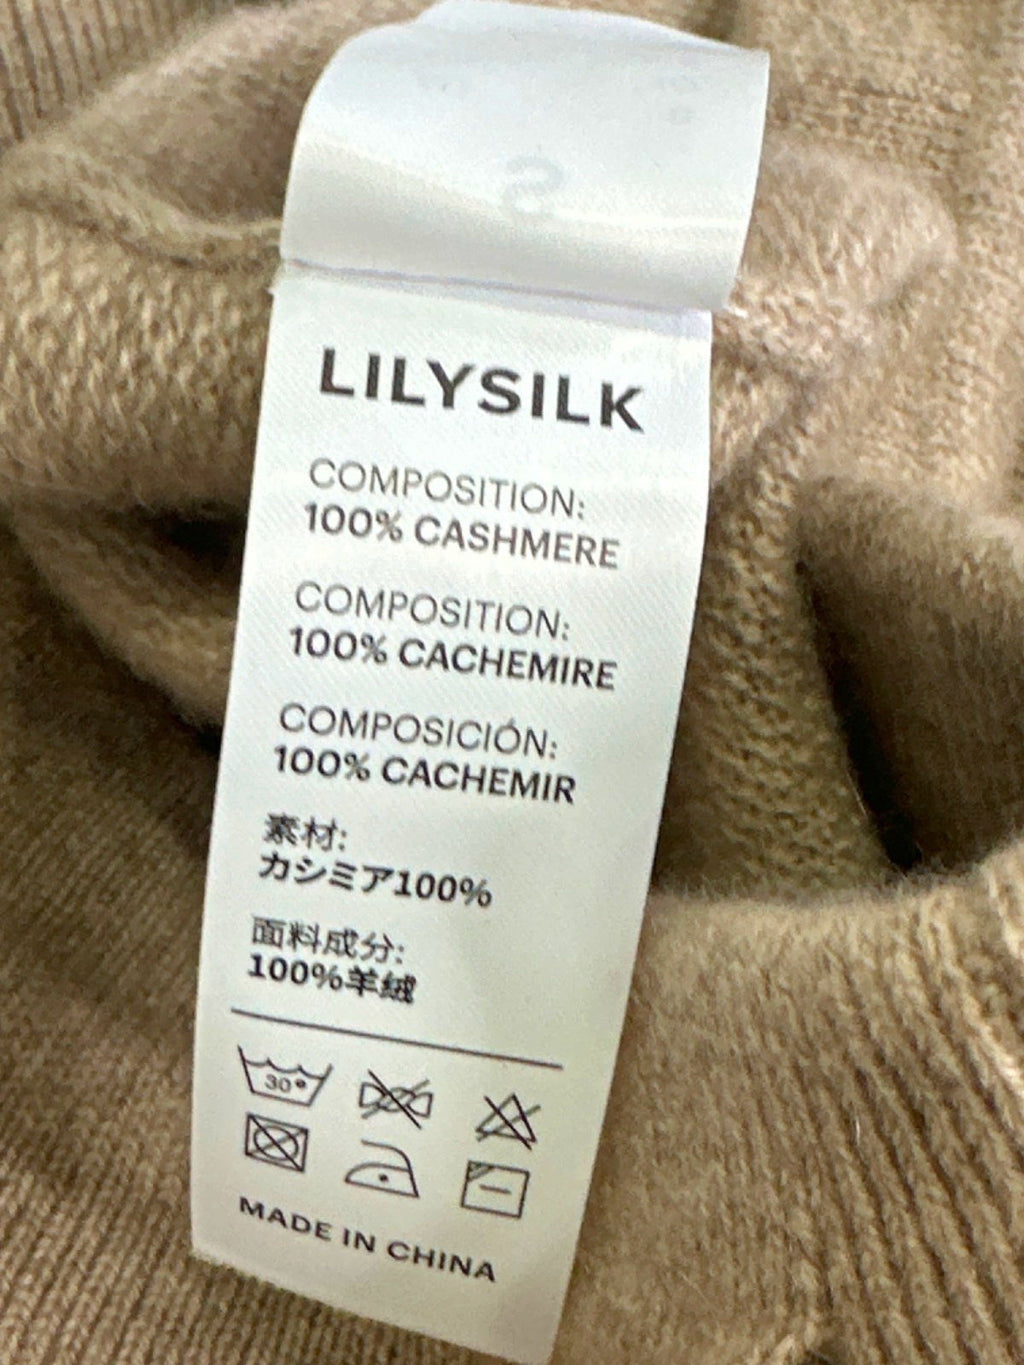 LILYSILK
COMPOSITION:
100% CASHMERE
COMPOSITION:
100% CACHEMIRE
COMPOSICIÓN:
100% CACHEMIR
素材:
カシミア100%
面料成分:
100%羊絨
30°
MADE IN CHINA